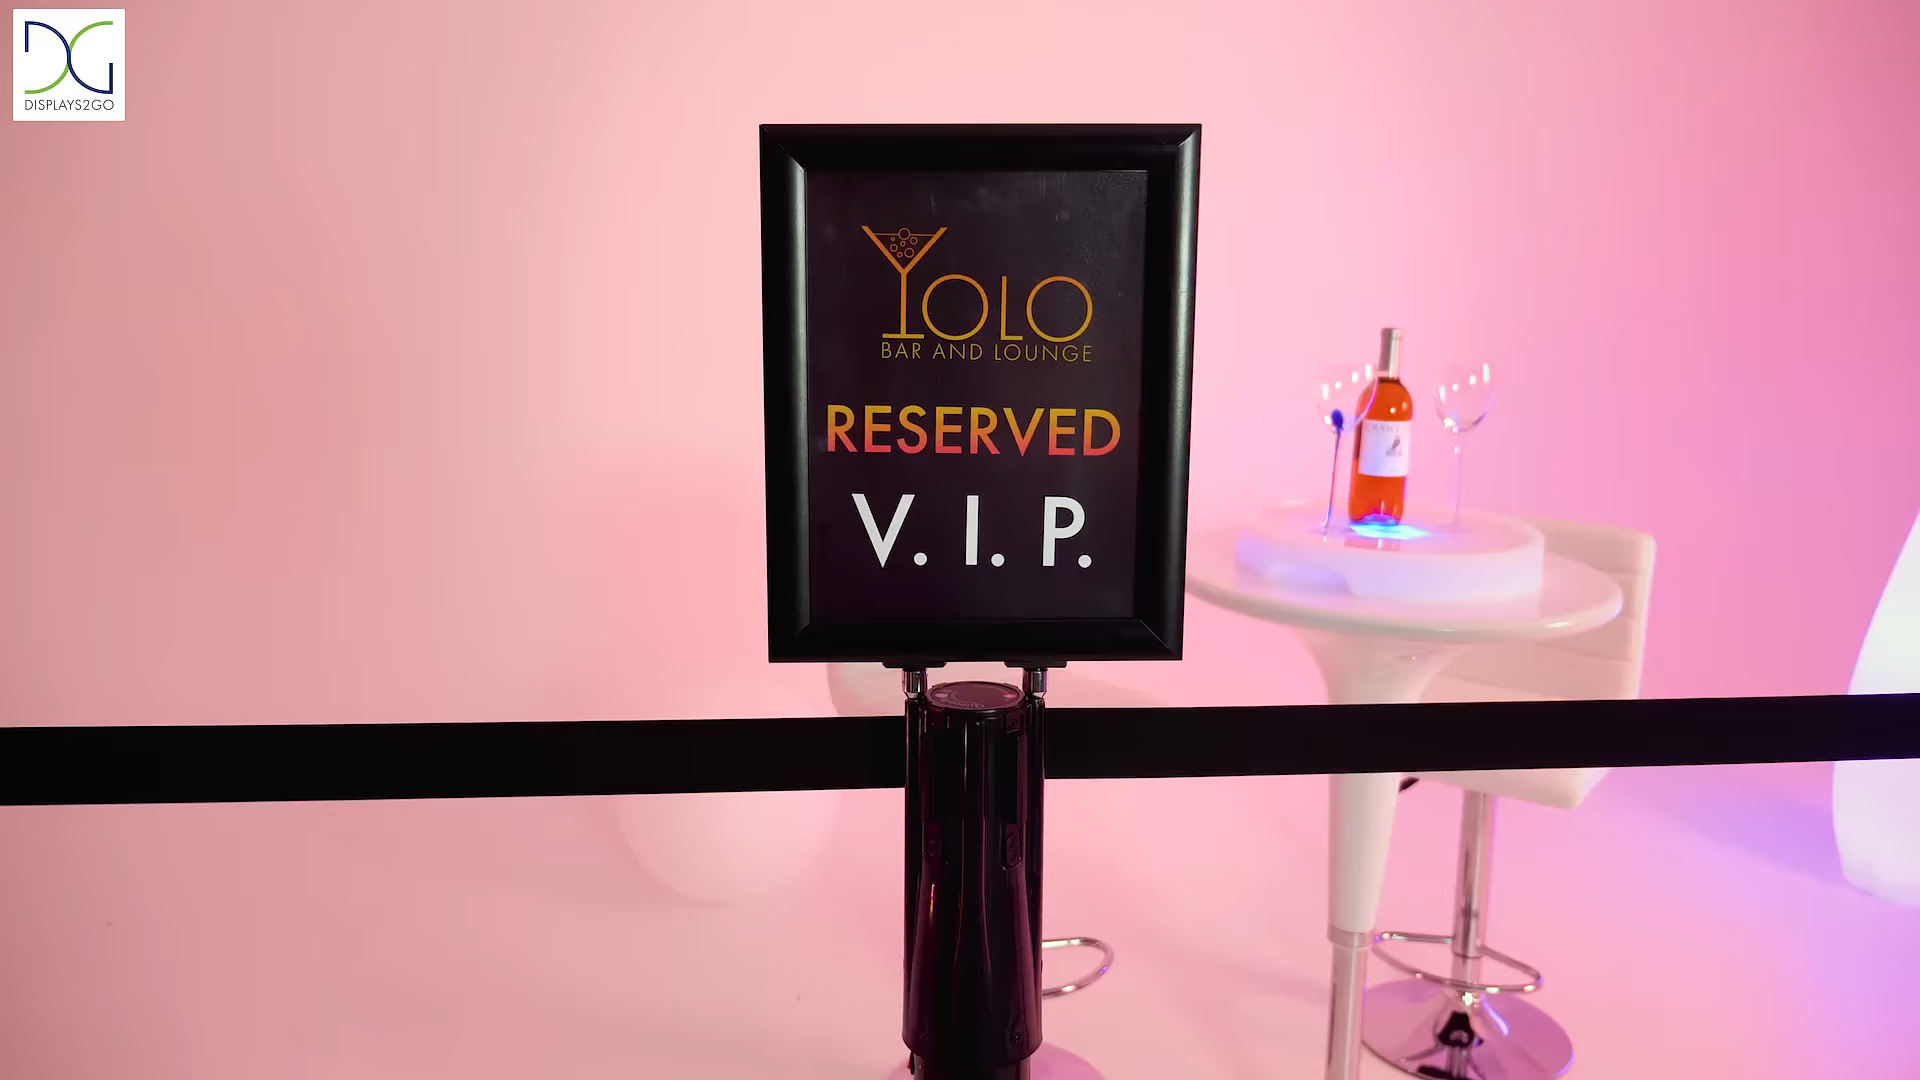 DISPLAYS2GO
YOLO
BAR AND LOUNGE
RESERVED
V. I. P.